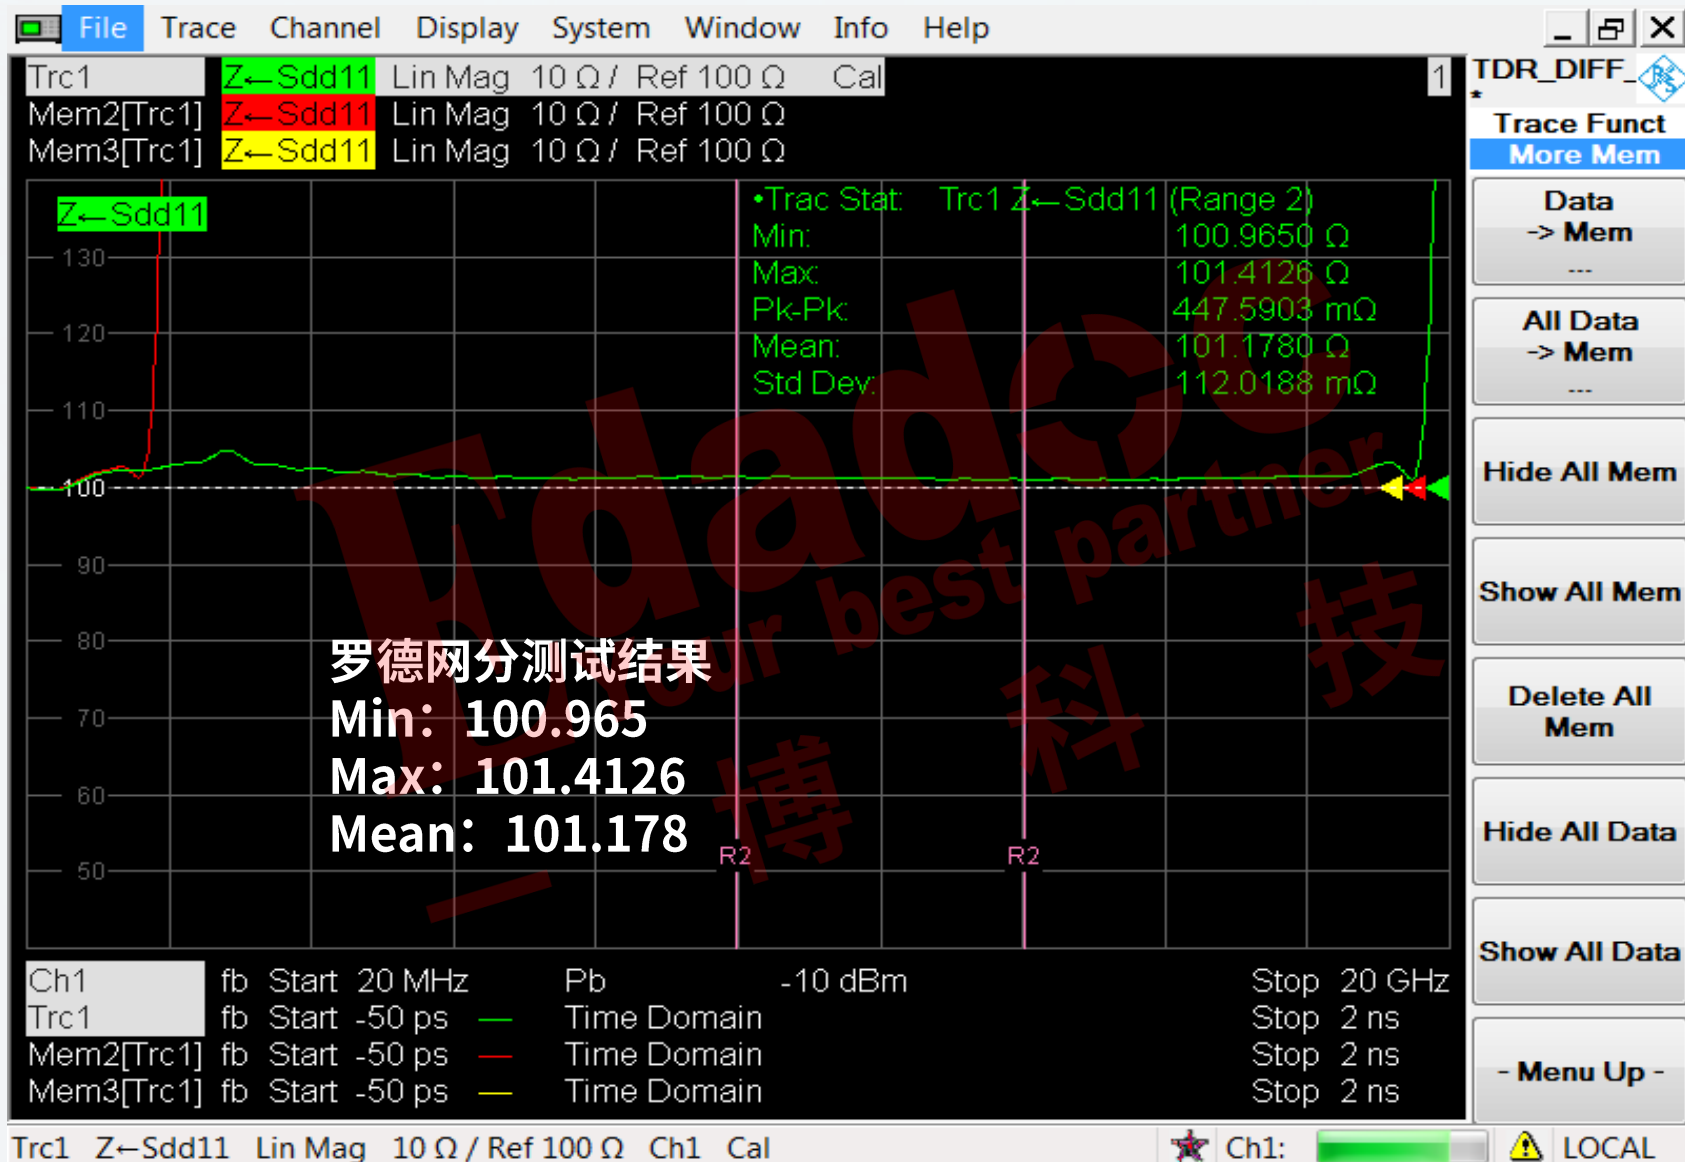 File Trace Channel Display System Window Info Help
Trc1 Z←Sdd11 Lin Mag 10 Ω / Ref 100 Ω Cal 1
Mem2[Trc1] Z←Sdd11 Lin Mag 10 Ω / Ref 100 Ω
Mem3[Trc1] Z←Sdd11 Lin Mag 10 Ω / Ref 100 Ω
Z←Sdd11
•Trac Stat: Trc1 Z←Sdd11 (Range 2)
Min: 100.9650 Ω
Max: 101.4126 Ω
Pk-Pk: 447.5903 mΩ
Mean: 101.1780 Ω
Std Dev: 112.0188 mΩ
130
120
110
100
90
80
70
60
50
罗德网分测试结果
Min：100.965
Max：101.4126
Mean：101.178
R2 R2
Edadoc
Your best partner
一博科技
Ch1 fb Start 20 MHz Pb -10 dBm Stop 20 GHz
Trc1 fb Start -50 ps — Time Domain Stop 2 ns
Mem2[Trc1] fb Start -50 ps — Time Domain Stop 2 ns
Mem3[Trc1] fb Start -50 ps — Time Domain Stop 2 ns
TDR_DIFF_
*
R&S
Trace Funct
More Mem
Data
-> Mem
---
All Data
-> Mem
---
Hide All Mem
Show All Mem
Delete All
Mem
Hide All Data
Show All Data
- Menu Up -
Trc1 Z←Sdd11 Lin Mag 10 Ω / Ref 100 Ω Ch1 Cal Ch1: LOCAL